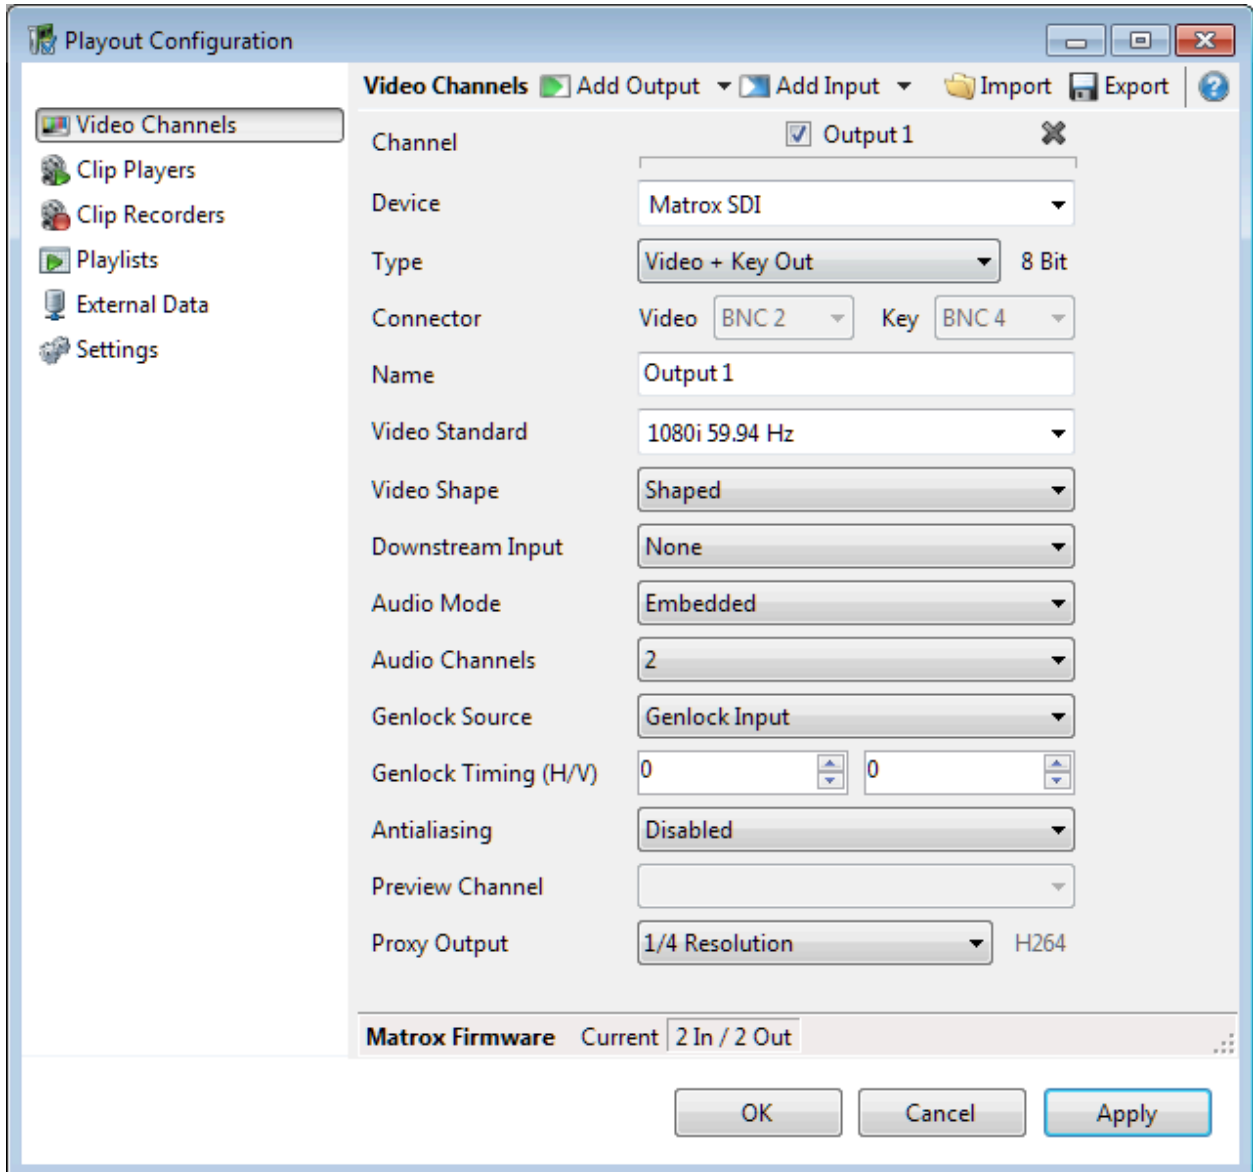 Playout Configuration
Video Channels Add Output Add Input Import Export
Video Channels
Clip Players
Clip Recorders
Playlists
External Data
Settings
Channel Output 1
Device Matrox SDI
Type Video + Key Out 8 Bit
Connector Video BNC 2 Key BNC 4
Name Output 1
Video Standard 1080i 59.94 Hz
Video Shape Shaped
Downstream Input None
Audio Mode Embedded
Audio Channels 2
Genlock Source Genlock Input
Genlock Timing (H/V) 0 0
Antialiasing Disabled
Preview Channel
Proxy Output 1/4 Resolution H264
Matrox Firmware Current 2 In / 2 Out
OK Cancel Apply